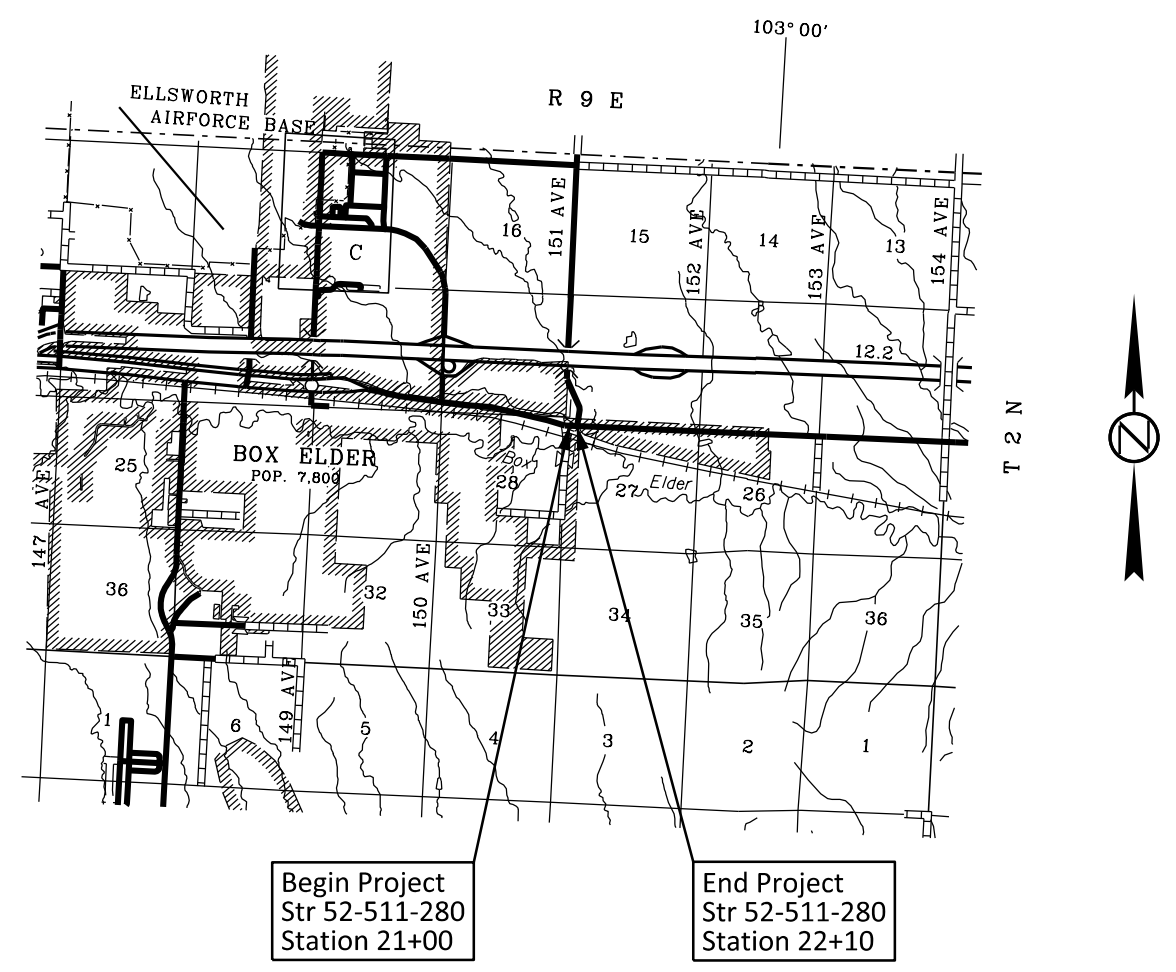 103° 00'
R 9 E
ELLSWORTH
AIRFORCE BASE
151 AVE
152 AVE
153 AVE
154 AVE
16
15
14
13
C
12.2
N
T 2 N
BOX ELDER
POP. 7,800
25
Box
28
27
Elder
26
147 AVE
150 AVE
36
32
33
34
35
36
149 AVE
1
6
5
4
3
2
1
Begin Project
Str 52-511-280
Station 21+00
End Project
Str 52-511-280
Station 22+10